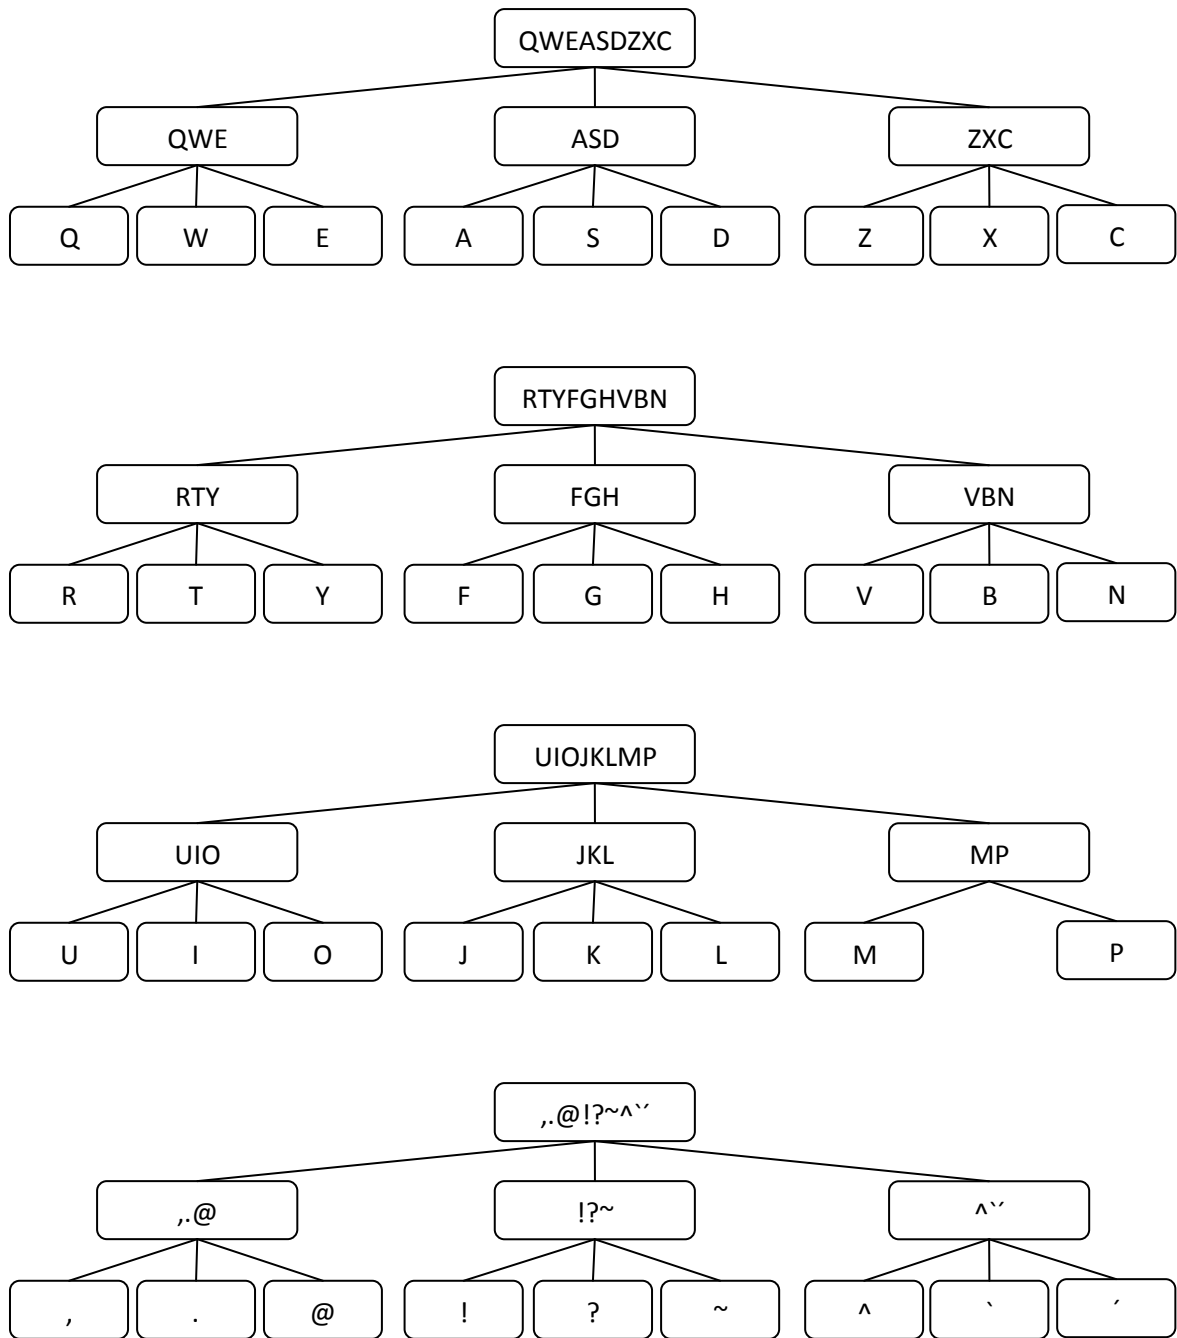 QWEASDZXC
QWE ASD ZXC
Q W E A S D Z X C
RTYFGHVBN
RTY FGH VBN
R T Y F G H V B N
UIOJKLMP
UIO JKL MP
U I O J K L M P
,.@!?~^`´
,.@ !?~ ^`´
, . @ ! ? ~ ^ ` ´